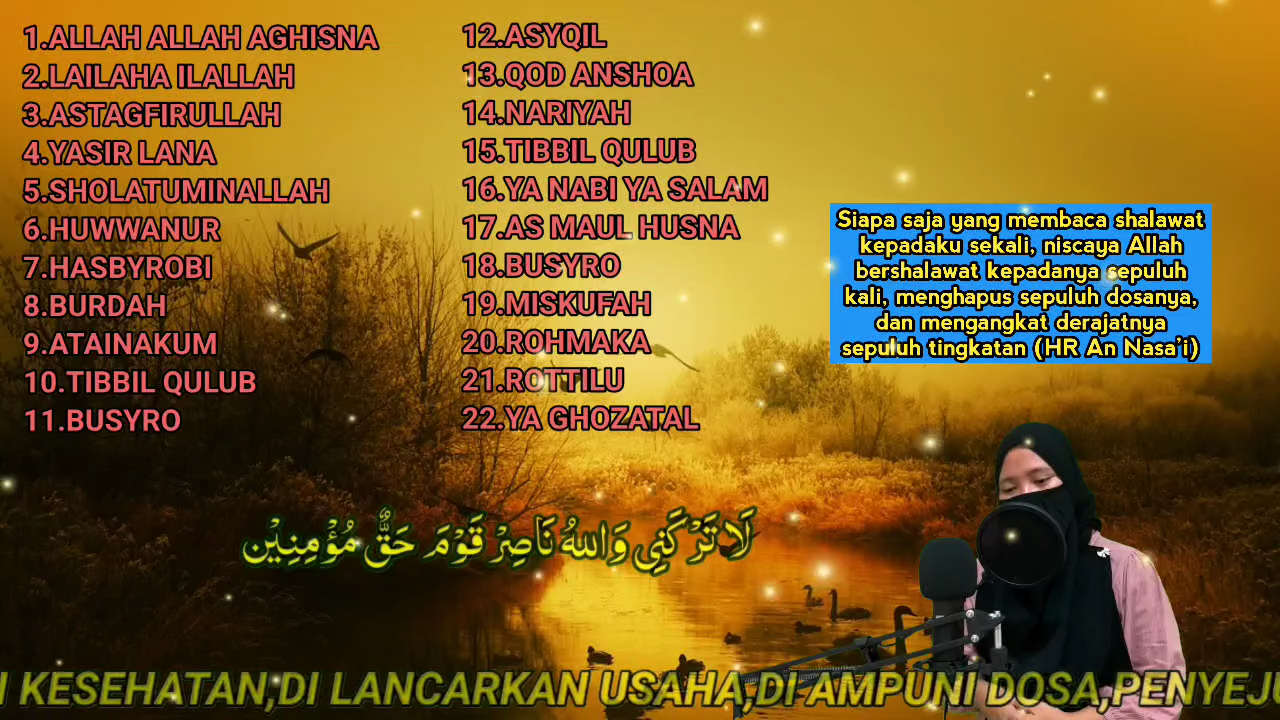 1.ALLAH ALLAH AGHISNA
2.LAILAHA ILALLAH
3.ASTAGFIRULLAH
4.YASIR LANA
5.SHOLATUMINALLAH
6.HUWWANUR
7.HASBYROBI
8.BURDAH
9.ATAINAKUM
10.TIBBIL QULUB
11.BUSYRO
12.ASYQIL
13.QOD ANSHOA
14.NARIYAH
15.TIBBIL QULUB
16.YA NABI YA SALAM
17.AS MAUL HUSNA
18.BUSYRO
19.MISKUFAH
20.ROHMAKA
21.ROTTILU
22.YA GHOZATAL
Siapa saja yang membaca shalawat
kepadaku sekali, niscaya Allah
bershalawat kepadanya sepuluh
kali, menghapus sepuluh dosanya,
dan mengangkat derajatnya
sepuluh tingkatan (HR An Nasa'i)
لَا تَرْكَنِى وَاللهُ نَاصِرْ قَوْمَ حَقٌّ مُؤْمِنِيْن
I KESEHATAN,DI LANCARKAN USAHA,DI AMPUNI DOSA,PENYEJU